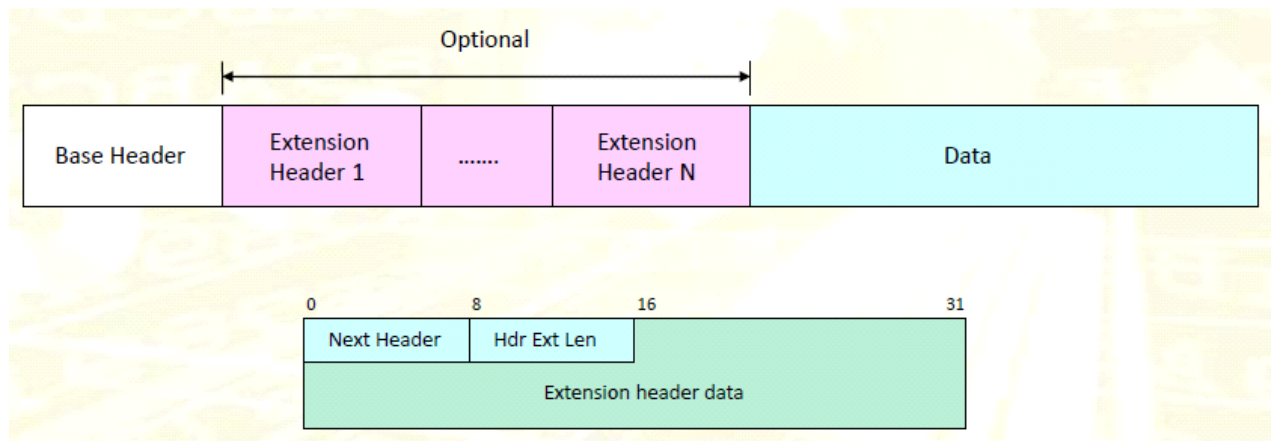 Optional
Base Header
Extension
Header 1
.......
Extension
Header N
Data
0 8 16 31
Next Header Hdr Ext Len
Extension header data